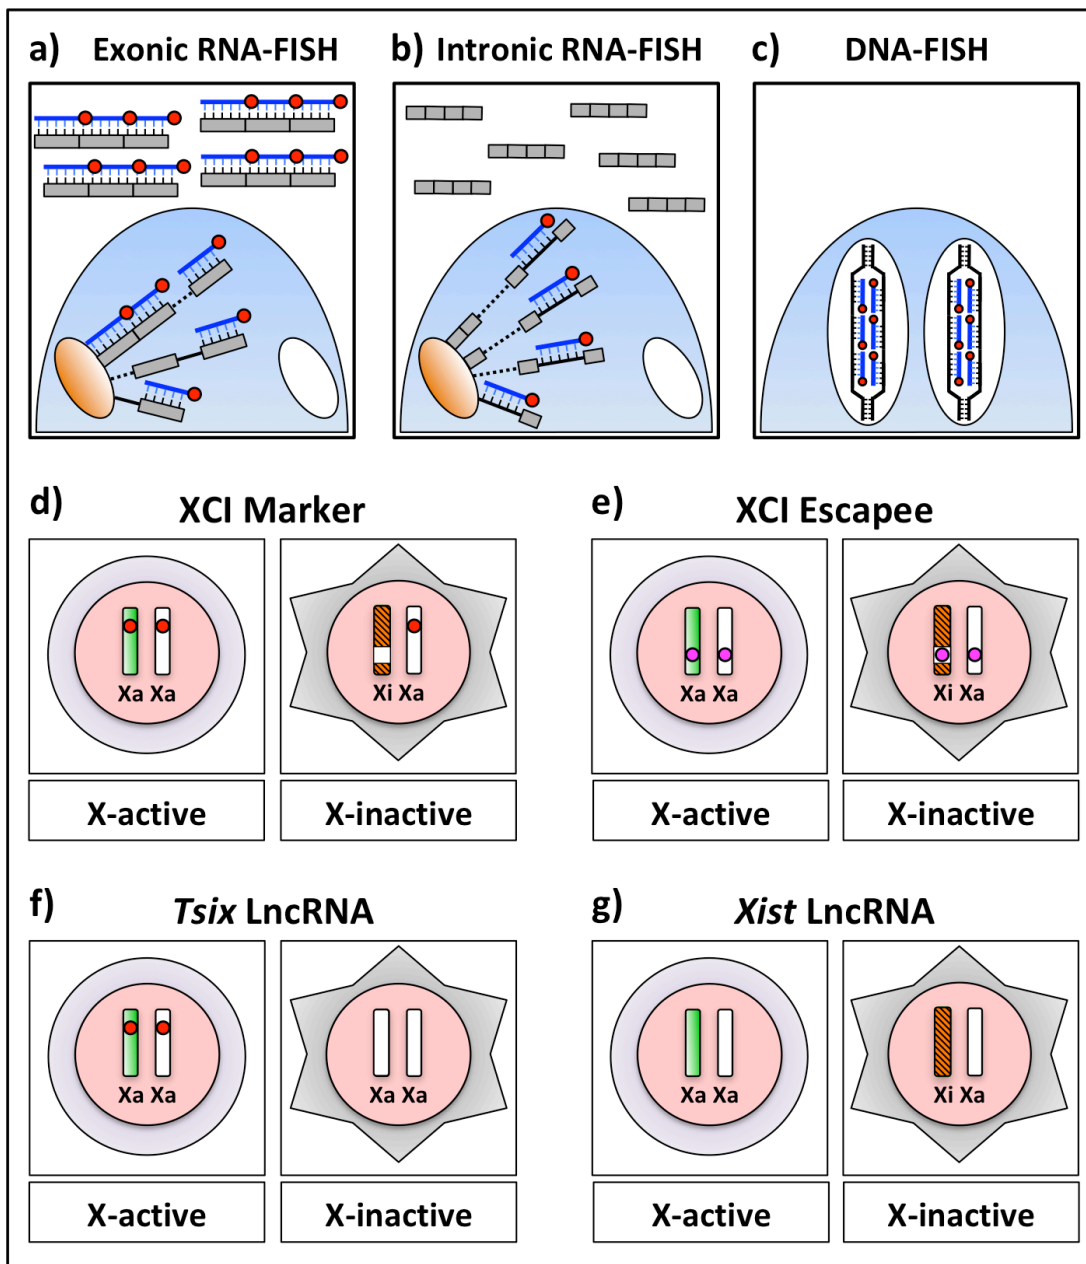 a) Exonic RNA-FISH
b) Intronic RNA-FISH
c) DNA-FISH
d) XCI Marker
Xa Xa
Xi Xa
X-active
X-inactive
e) XCI Escapee
Xa Xa
Xi Xa
X-active
X-inactive
f) Tsix LncRNA
Xa Xa
Xa Xa
X-active
X-inactive
g) Xist LncRNA
Xa Xa
Xi Xa
X-active
X-inactive